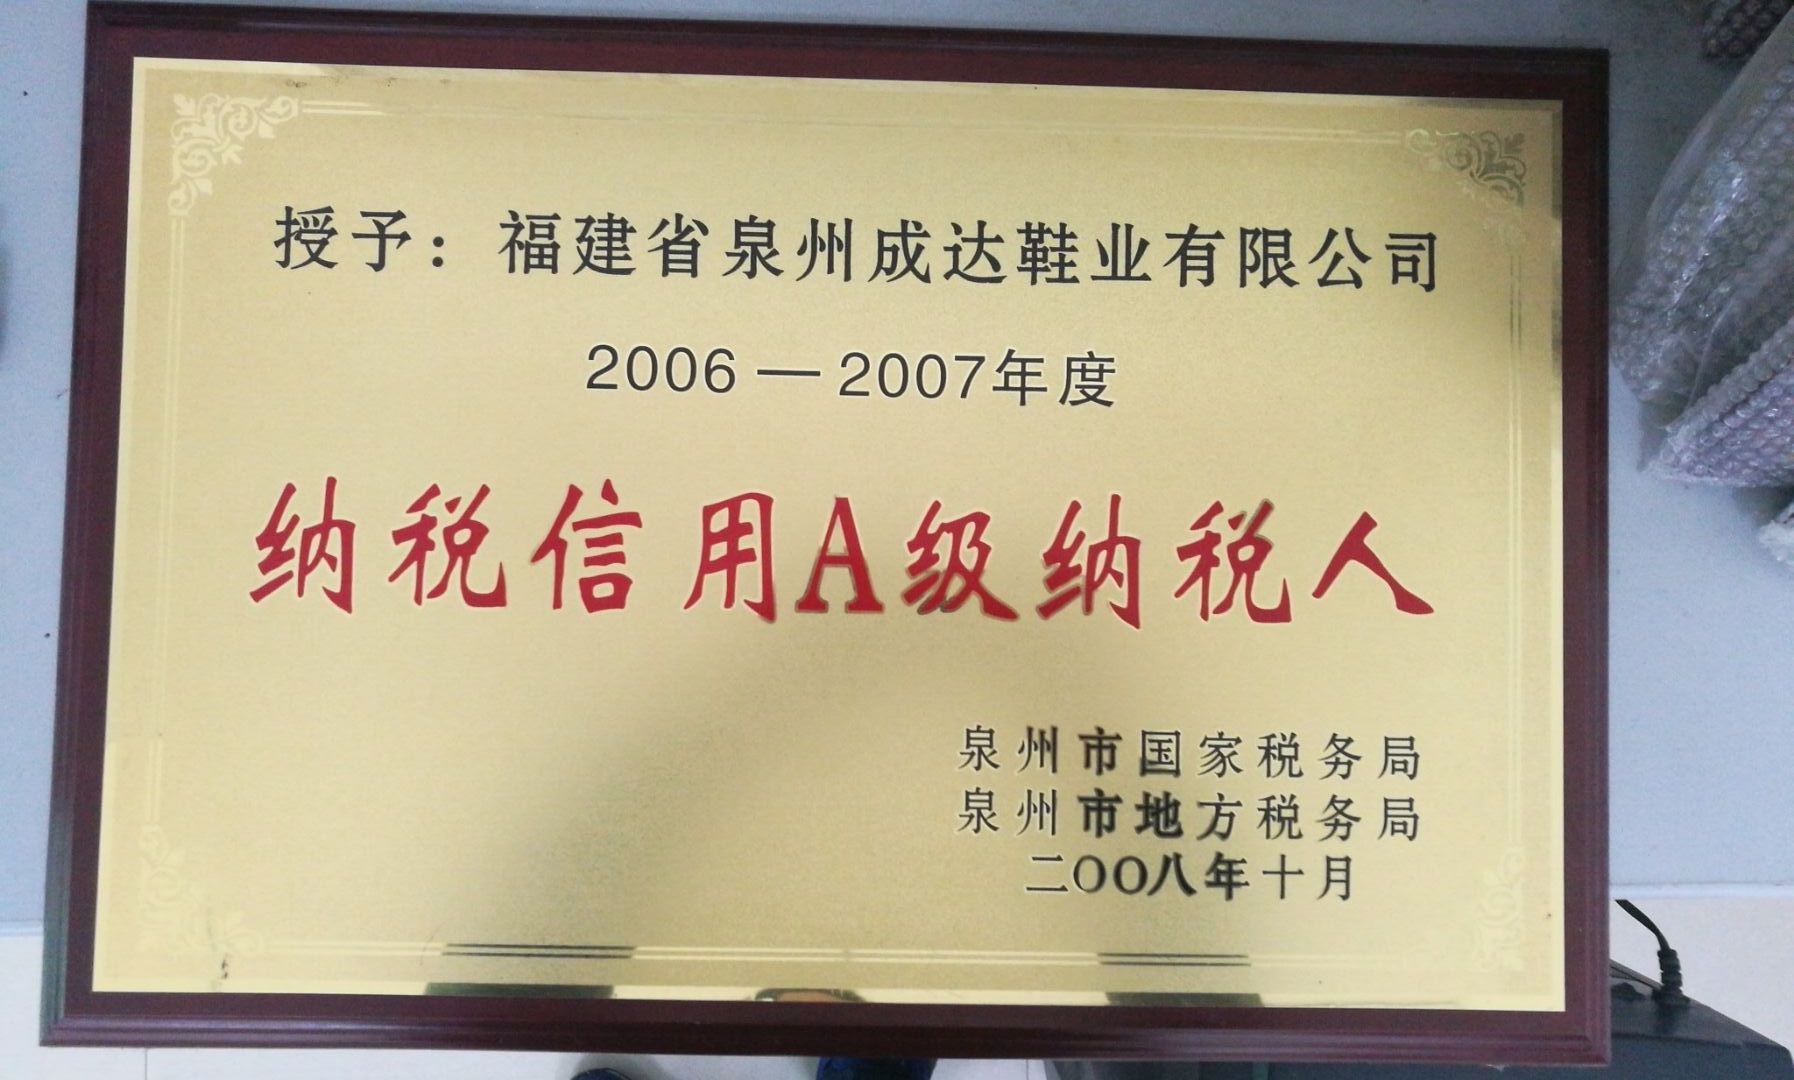 授予：福建省泉州成达鞋业有限公司
2006—2007年度
纳税信用A级纳税人
泉州市国家税务局
泉州市地方税务局
二〇〇八年十月